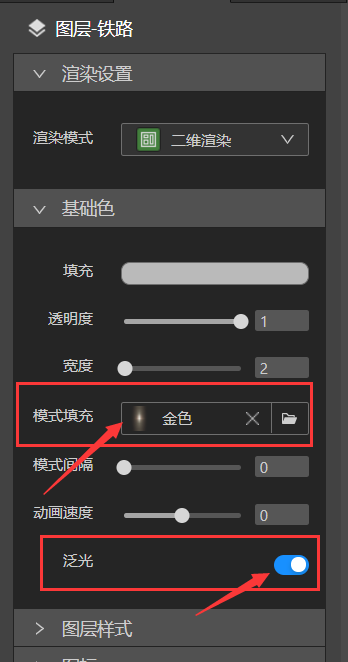 图层-铁路
渲染设置
渲染模式 二维渲染
基础色
填充
透明度 1
宽度 2
模式填充 金色
模式间隔 0
动画速度 0
泛光
图层样式